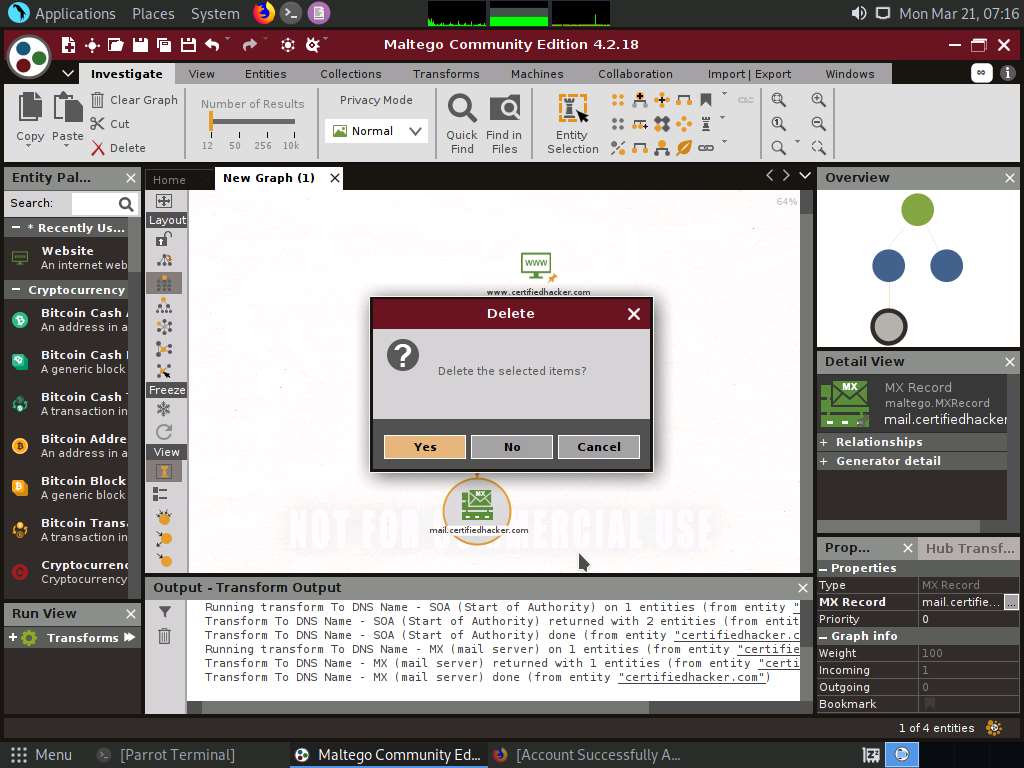 Applications Places System Mon Mar 21, 07:16
Maltego Community Edition 4.2.18
Investigate View Entities Collections Transforms Machines Collaboration Import | Export Windows
Copy Paste Clear Graph Cut Delete
Number of Results
12 50 256 10k
Privacy Mode
Normal
Quick Find
Find in Files
Entity Selection
Entity Pal...
Search:
* Recently Us...
Website
An internet web
Cryptocurrency
Bitcoin Cash A
An address in a
Bitcoin Cash
A generic block
Bitcoin Cash T
A transaction in
Bitcoin Addre
An address in a
Bitcoin Block
A generic block
Bitcoin Trans
A transaction in
Cryptocurrenc
Cryptocurrency
Run View
Transforms
Home New Graph (1)
Layout
Freeze
View
64%
www
www.certifiedhacker.com
Delete
?
Delete the selected items?
Yes No Cancel
MX
mail.certifiedhacker.com
NOT FOR COMMERCIAL USE
Output - Transform Output
Running transform To DNS Name - SOA (Start of Authority) on 1 entities (from entity "
Transform To DNS Name - SOA (Start of Authority) returned with 2 entities (from entit
Transform To DNS Name - SOA (Start of Authority) done (from entity "certifiedhacker.c
Running transform To DNS Name - MX (mail server) on 1 entities (from entity "certifie
Transform To DNS Name - MX (mail server) returned with 1 entities (from entity "certi
Transform To DNS Name - MX (mail server) done (from entity "certifiedhacker.com")
Overview
Detail View
MX
MX Record
maltego.MXRecord
mail.certifiedhacker
+ Relationships
+ Generator detail
Prop... Hub Transf...
Properties
Type MX Record
MX Record mail.certifie... ...
Priority 0
Graph info
Weight 100
Incoming 1
Outgoing 0
Bookmark
1 of 4 entities
Menu [Parrot Terminal] Maltego Community Ed... [Account Successfully A...